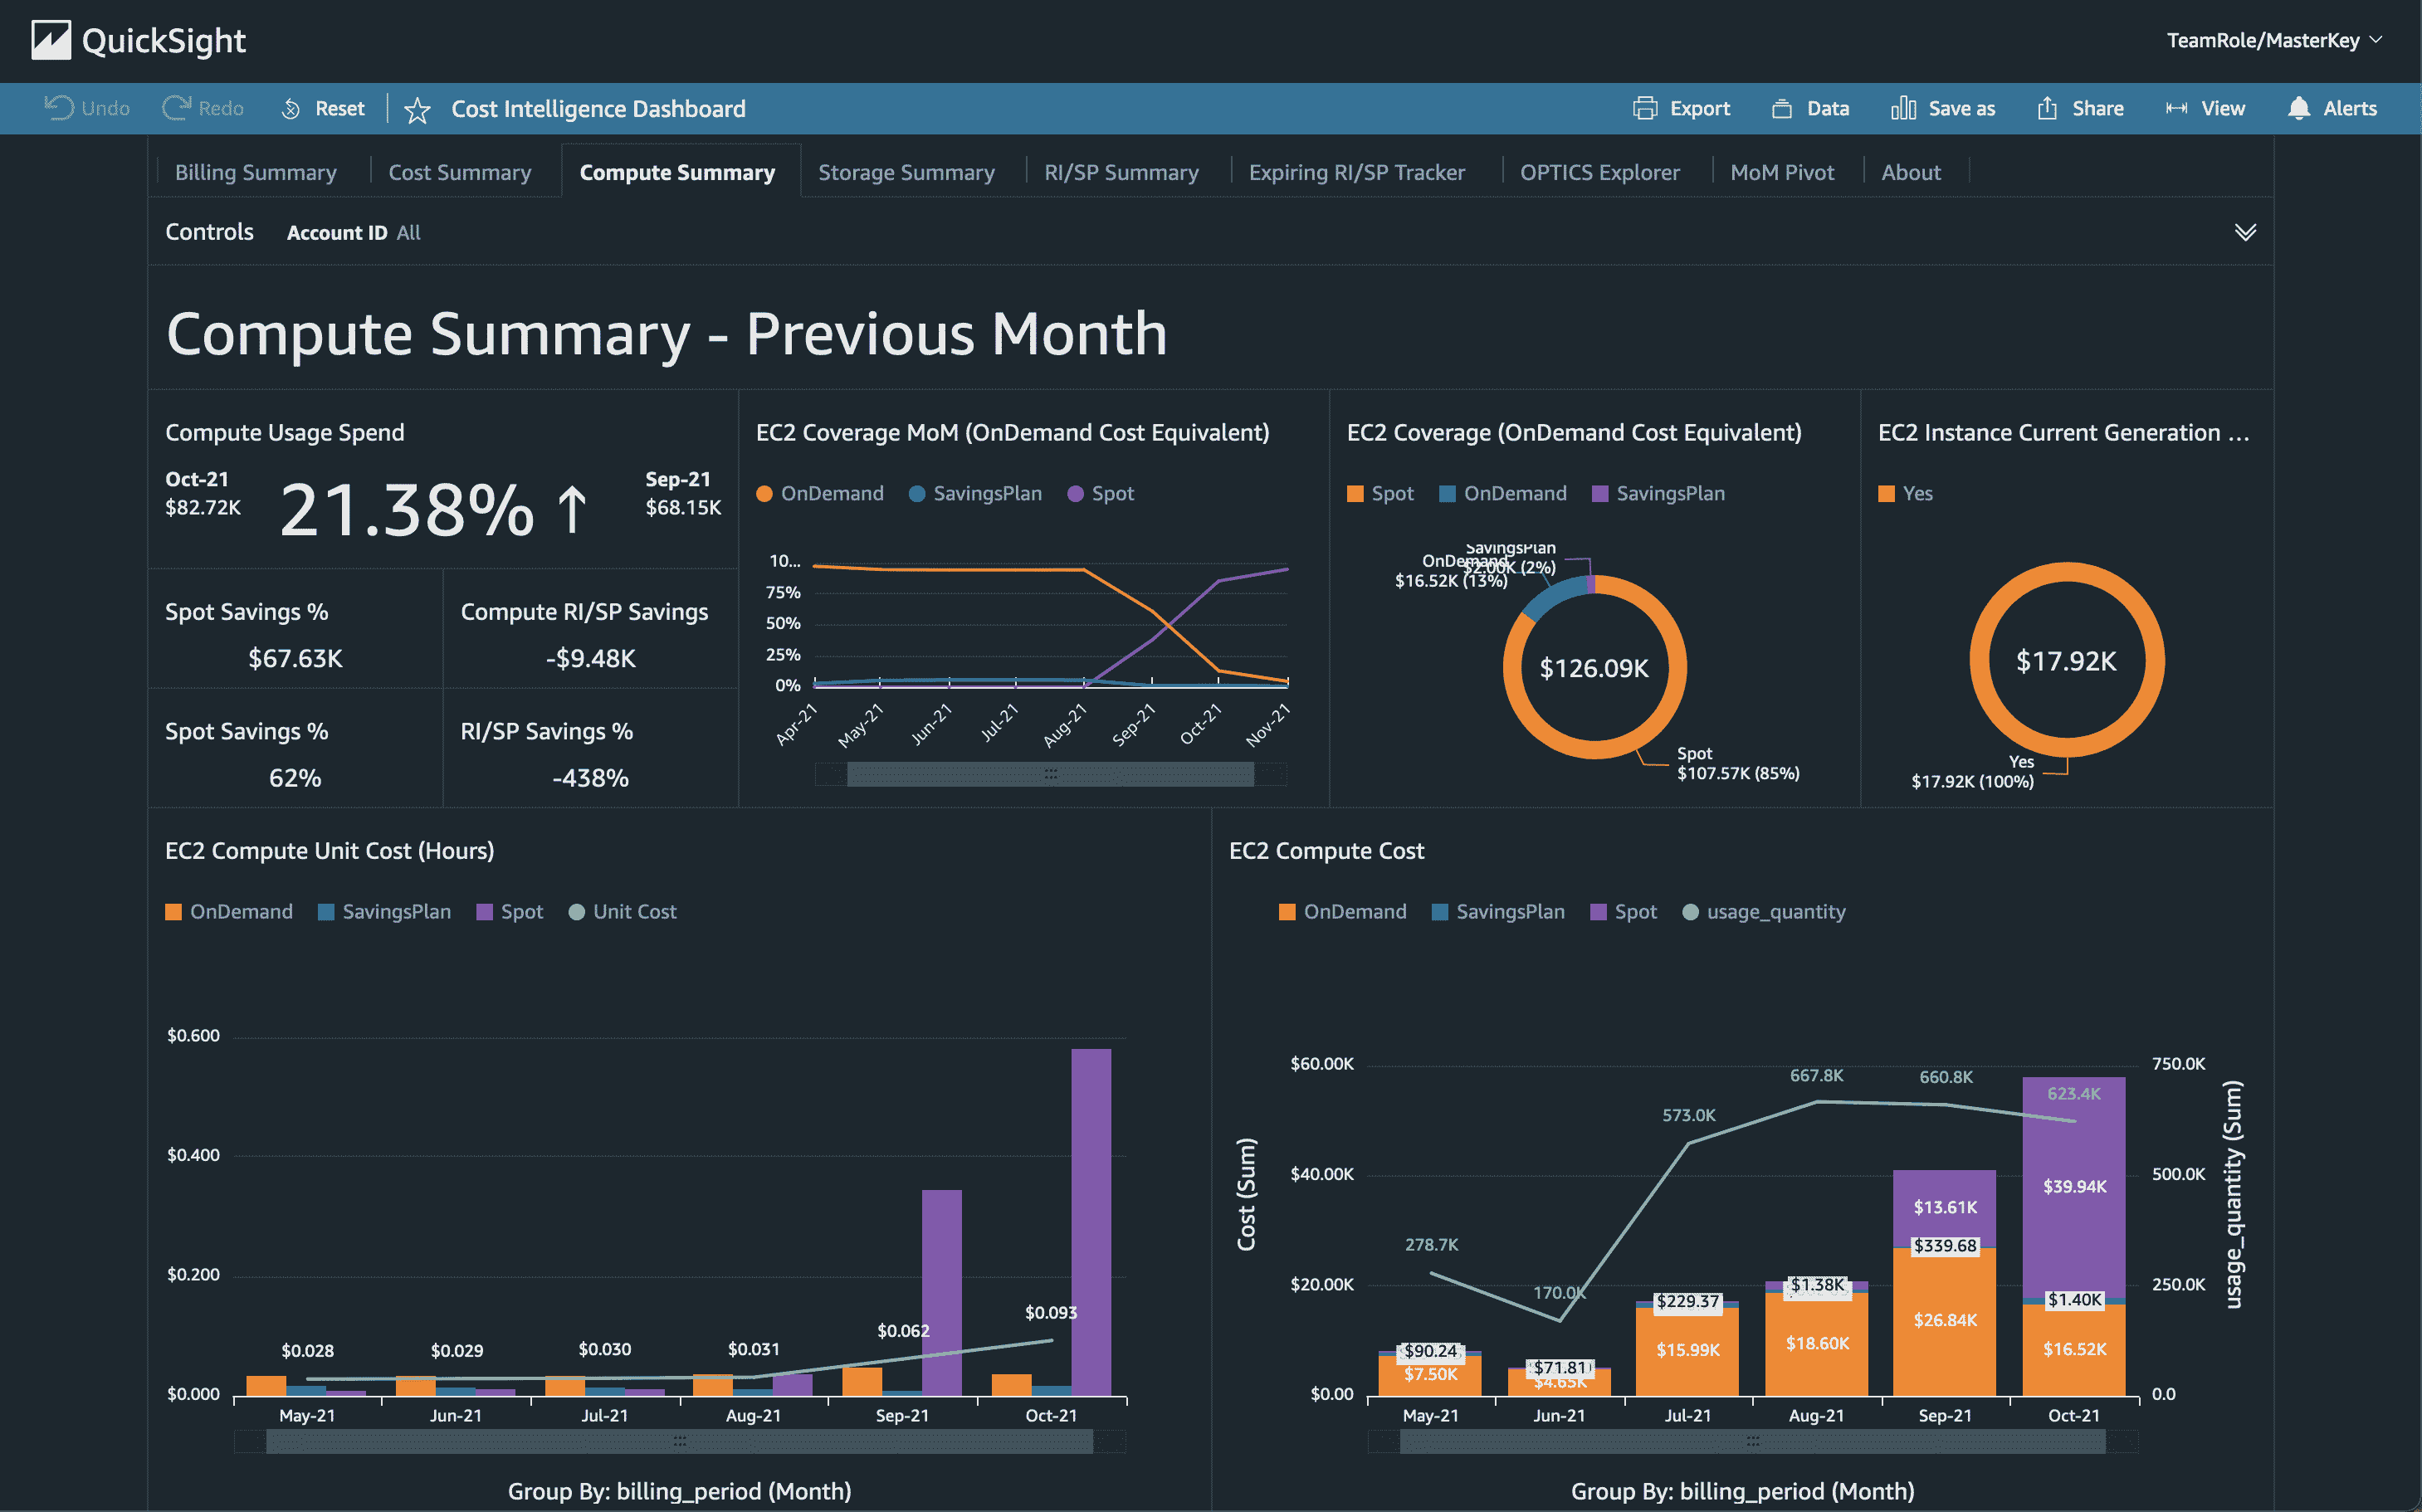 QuickSight
TeamRole/MasterKey
Undo Redo Reset Cost Intelligence Dashboard Export Data Save as Share View Alerts
Billing Summary Cost Summary Compute Summary Storage Summary RI/SP Summary Expiring RI/SP Tracker OPTICS Explorer MoM Pivot About
Controls Account ID All
Compute Summary - Previous Month
Compute Usage Spend
Oct-21
$82.72K
21.38% ↑
Sep-21
$68.15K
Spot Savings %
$67.63K
Compute RI/SP Savings
-$9.48K
Spot Savings %
62%
RI/SP Savings %
-438%
EC2 Coverage MoM (OnDemand Cost Equivalent)
OnDemand SavingsPlan Spot
10...
75%
50%
25%
0%
Apr-21 May-21 Jun-21 Jul-21 Aug-21 Sep-21 Oct-21 Nov-21
EC2 Coverage (OnDemand Cost Equivalent)
Spot OnDemand SavingsPlan
SavingsPlan
$2.00K (2%)
OnDemand
$16.52K (13%)
$126.09K
Spot
$107.57K (85%)
EC2 Instance Current Generation ...
Yes
$17.92K
Yes
$17.92K (100%)
EC2 Compute Unit Cost (Hours)
OnDemand SavingsPlan Spot Unit Cost
$0.600
$0.400
$0.200
$0.000
$0.028 $0.029 $0.030 $0.031 $0.062 $0.093
May-21 Jun-21 Jul-21 Aug-21 Sep-21 Oct-21
Group By: billing_period (Month)
EC2 Compute Cost
OnDemand SavingsPlan Spot usage_quantity
Cost (Sum)
$60.00K
$40.00K
$20.00K
$0.00
278.7K 170.0K 573.0K 667.8K 660.8K 623.4K
$90.24
$7.50K
$71.81
$4.65K
$229.37
$15.99K
$1.38K
$18.60K
$13.61K
$339.68
$26.84K
$39.94K
$1.40K
$16.52K
750.0K
500.0K
250.0K
0.0
usage_quantity (Sum)
May-21 Jun-21 Jul-21 Aug-21 Sep-21 Oct-21
Group By: billing_period (Month)